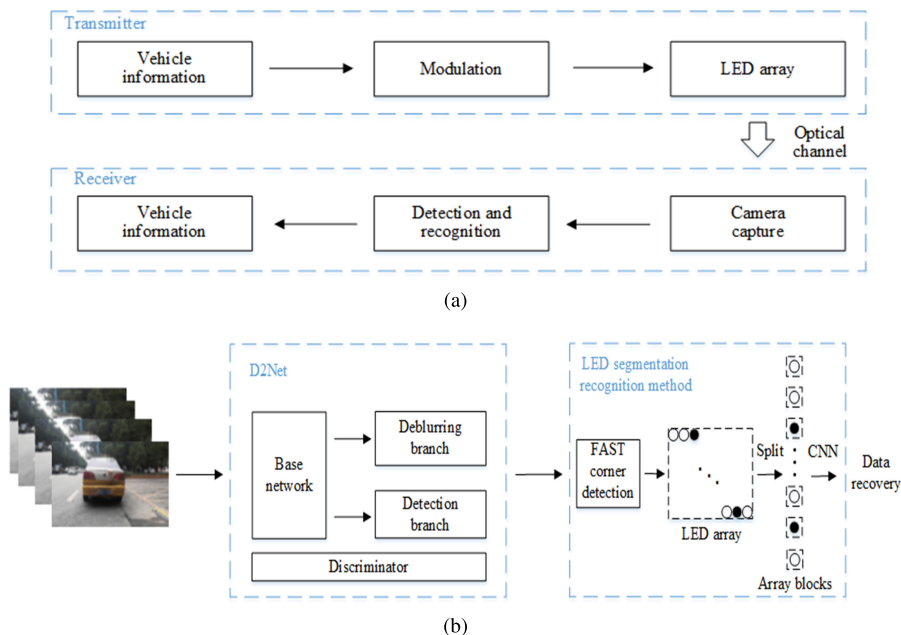 Transmitter
Vehicle
information
Modulation
LED array
Optical
channel
Receiver
Vehicle
information
Detection and
recognition
Camera
capture
(a)
D2Net
Base
network
Deblurring
branch
Detection
branch
Discriminator
LED segmentation
recognition method
FAST
corner
detection
LED array
Split
Array blocks
CNN
Data
recovery
(b)